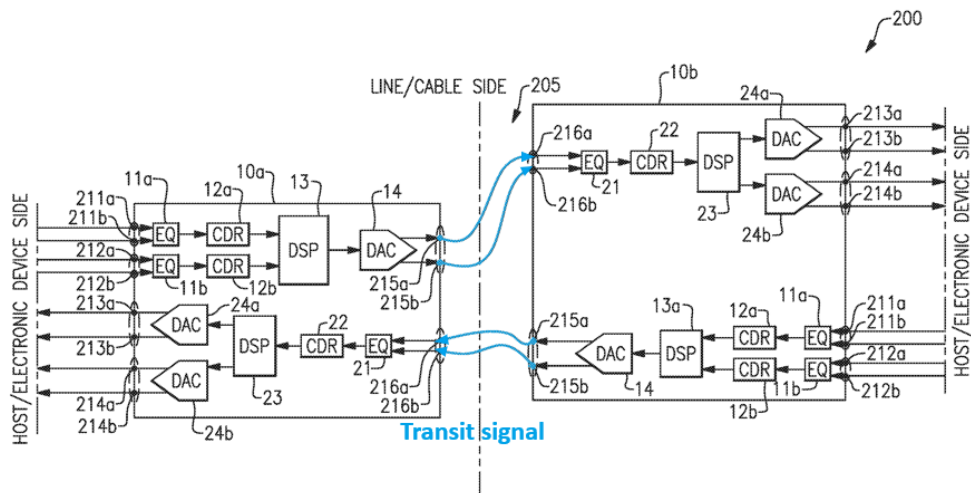 200
LINE/CABLE SIDE
205
10b
24a
216a
22
DAC
213a
213b
EQ
CDR
DSP
21
216b
214a
214b
DAC
23
24b
10a
11a
12a
13
14
211a
211b
EQ
CDR
DSP
DAC
212a
212b
EQ
CDR
11b
12b
215a
215b
213a
24a
DAC
213b
22
DSP
CDR
EQ
21
216a
216b
214a
DAC
214b
24b
23
215a
215b
DAC
14
13a
DSP
12a
CDR
11a
EQ
211a
211b
CDR
EQ
212a
212b
11b
12b
HOST/ELECTRONIC DEVICE SIDE
HOST/ELECTRONIC DEVICE SIDE
Transit signal